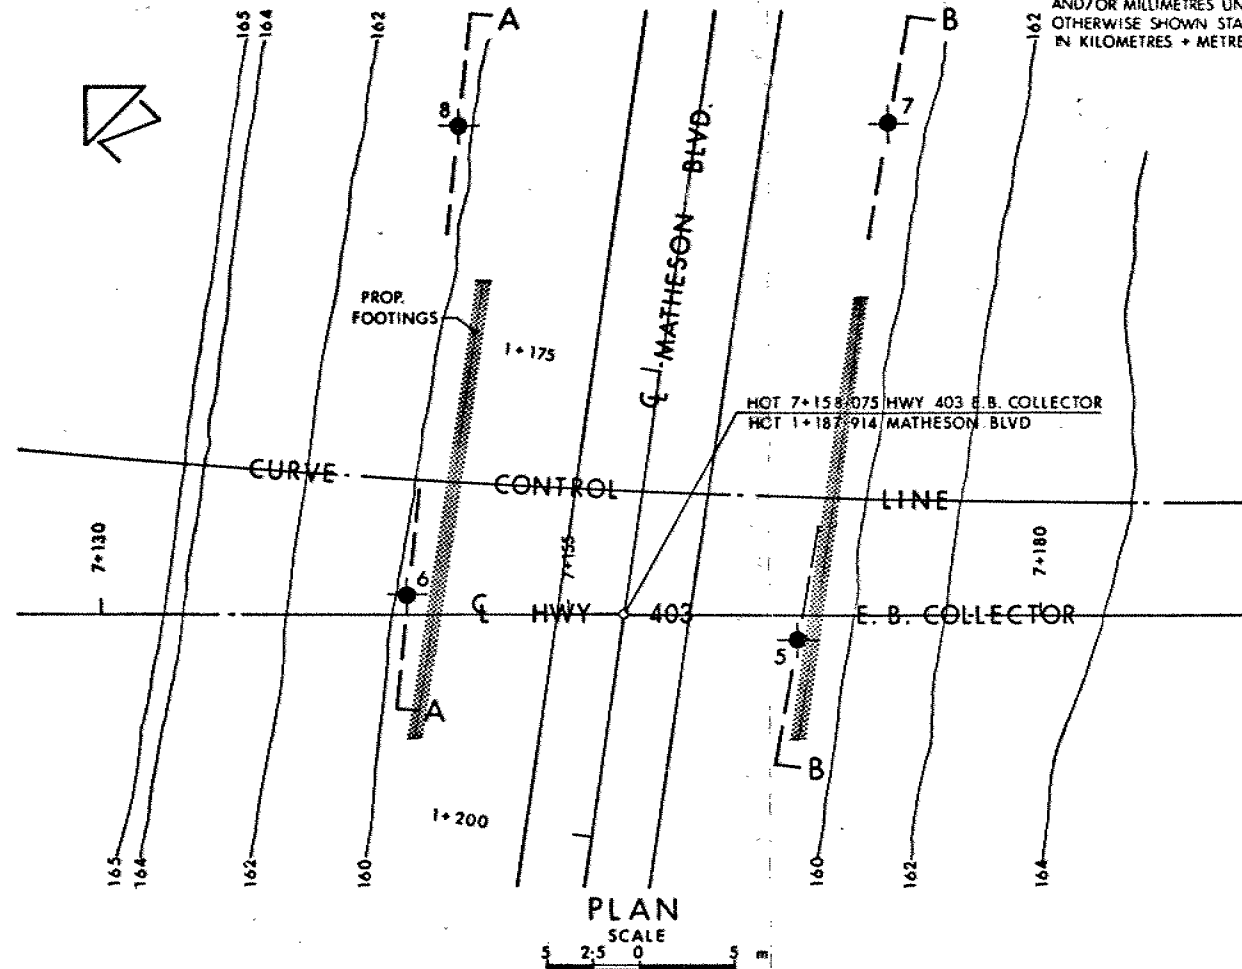 AND/OR MILLIMETRES UN
OTHERWISE SHOWN STA
IN KILOMETRES + METRE
165
164
162
A
B
162
8
7
MATHESON BLVD.
PROP.
FOOTINGS
1+175
℄
HCT 7+158·075 HWY 403 E.B. COLLECTOR
HCT 1+187·914 MATHESON BLVD
CURVE CONTROL LINE
7+130
7+155
7+180
6
℄ HWY 403 E. B. COLLECTOR
5
A
B
1+200
165
164
162
160
160
162
164
PLAN
SCALE
5 2·5 0 5 m